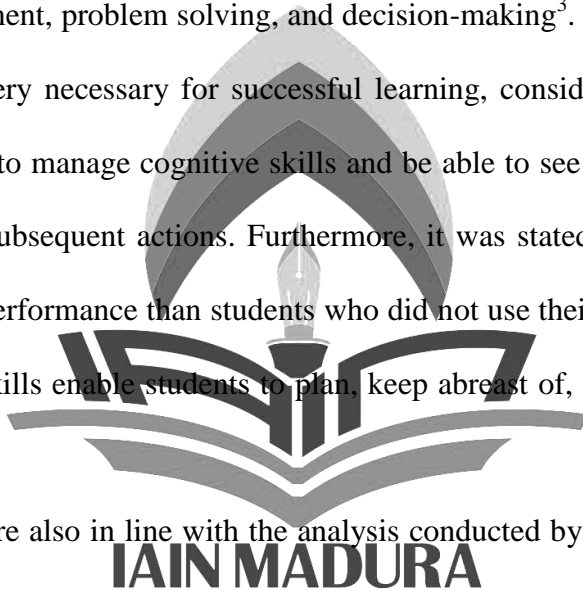 ment, problem solving, and decision-making³.
ery necessary for successful learning, consid
to manage cognitive skills and be able to see
ubsequent actions. Furthermore, it was stated
erformance than students who did not use their
kills enable students to plan, keep abreast of,
re also in line with the analysis conducted by
IAIN MADURA